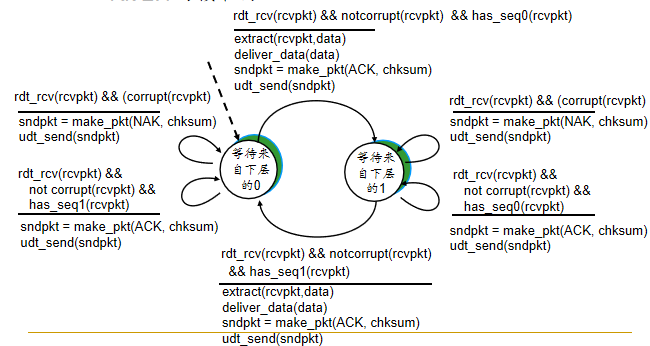 rdt_rcv(rcvpkt) && notcorrupt(rcvpkt) && has_seq0(rcvpkt)
extract(rcvpkt,data)
deliver_data(data)
sndpkt = make_pkt(ACK, chksum)
udt_send(sndpkt)
rdt_rcv(rcvpkt) && (corrupt(rcvpkt)
sndpkt = make_pkt(NAK, chksum)
udt_send(sndpkt)
rdt_rcv(rcvpkt) &&
not corrupt(rcvpkt) &&
has_seq1(rcvpkt)
sndpkt = make_pkt(ACK, chksum)
udt_send(sndpkt)
等待来
自下层
的0
等待来
自下层
的1
rdt_rcv(rcvpkt) && (corrupt(rcvpkt)
sndpkt = make_pkt(NAK, chksum)
udt_send(sndpkt)
rdt_rcv(rcvpkt) &&
not corrupt(rcvpkt) &&
has_seq0(rcvpkt)
sndpkt = make_pkt(ACK, chksum)
udt_send(sndpkt)
rdt_rcv(rcvpkt) && notcorrupt(rcvpkt)
&& has_seq1(rcvpkt)
extract(rcvpkt,data)
deliver_data(data)
sndpkt = make_pkt(ACK, chksum)
udt_send(sndpkt)